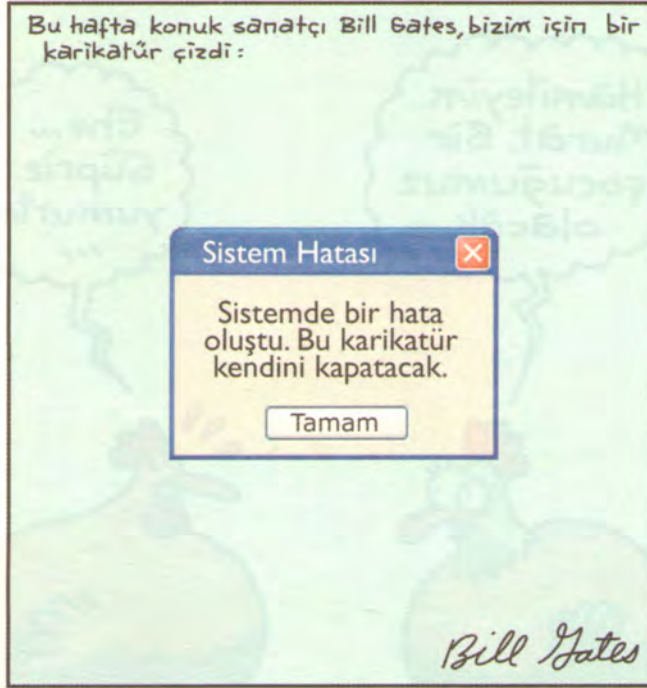 Bu hafta konuk sanatçı Bill Gates, bizim için bir
karikatür çizdi:
Sistem Hatası
Sistemde bir hata
oluştu. Bu karikatür
kendini kapatacak.
Tamam
Bill Gates